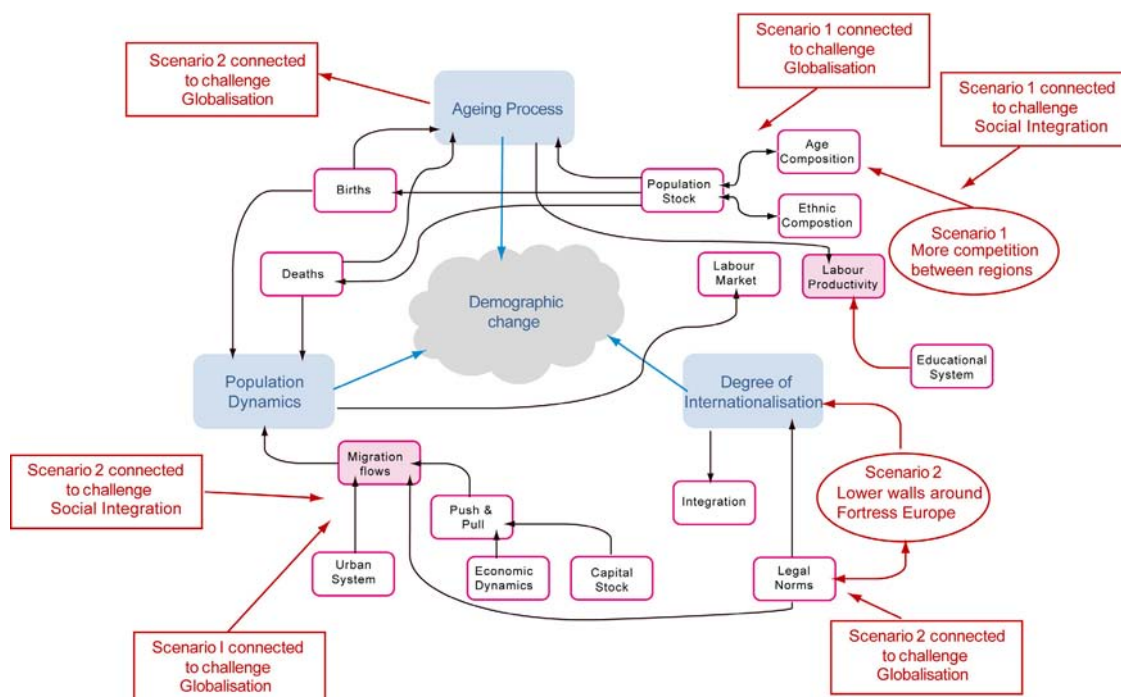 Scenario 2 connected
to challenge
Globalisation
Scenario 1 connected
to challenge
Globalisation
Scenario 1 connected
to challenge
Social Integration
Ageing Process
Births
Population
Stock
Age
Composition
Ethnic
Compostion
Scenario 1
More competition
between regions
Deaths
Labour
Market
Labour
Productivity
Demographic
change
Educational
System
Population
Dynamics
Degree of
Internationalisation
Scenario 2 connected
to challenge
Social Integration
Migration
flows
Integration
Scenario 2
Lower walls around
Fortress Europe
Push &
Pull
Urban
System
Economic
Dynamics
Capital
Stock
Legal
Norms
Scenario I connected
to challenge
Globalisation
Scenario 2 connected
to challenge
Globalisation